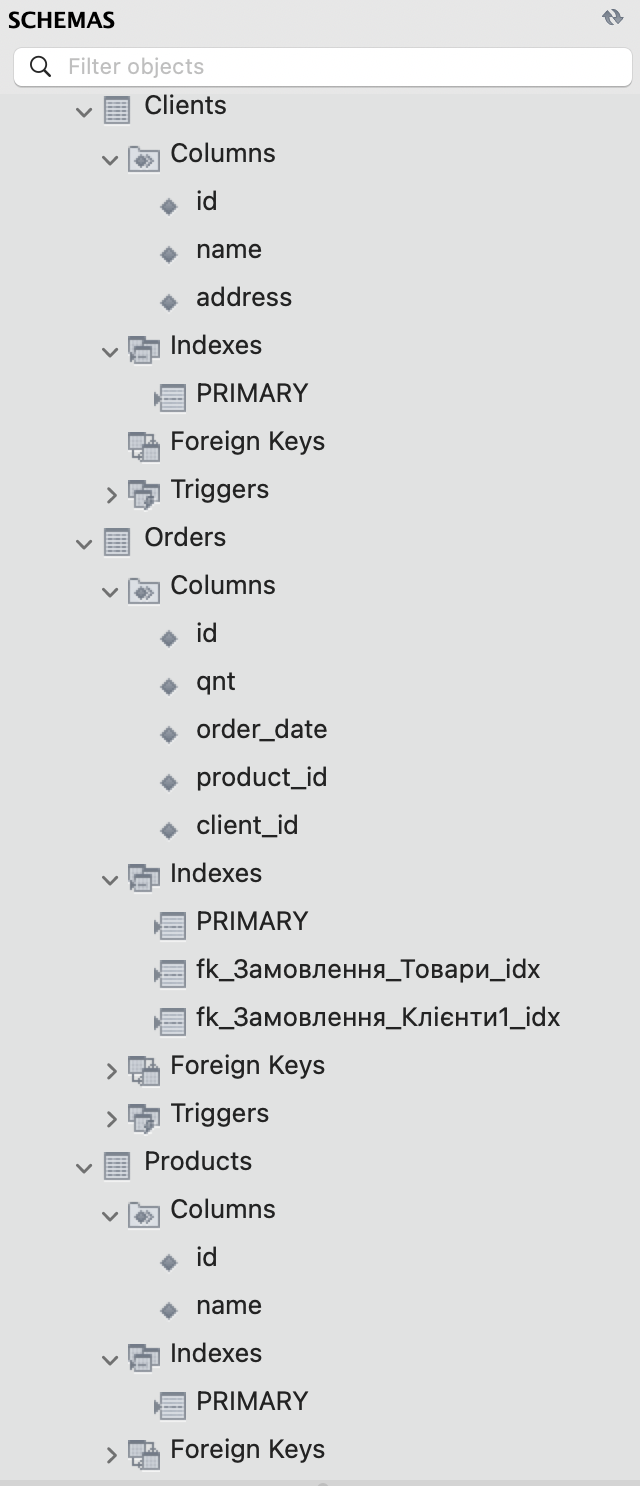 SCHEMAS
Filter objects
Clients
Columns
id
name
address
Indexes
PRIMARY
Foreign Keys
Triggers
Orders
Columns
id
qnt
order_date
product_id
client_id
Indexes
PRIMARY
fk_Замовлення_Товари_idx
fk_Замовлення_Клієнти1_idx
Foreign Keys
Triggers
Products
Columns
id
name
Indexes
PRIMARY
Foreign Keys